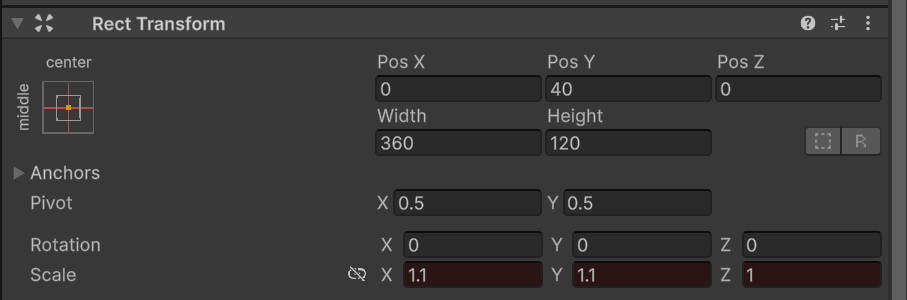 Rect Transform
center
middle
Pos X Pos Y Pos Z
0 40 0
Width Height
360 120
R
Anchors
Pivot X 0.5 Y 0.5
Rotation X 0 Y 0 Z 0
Scale X 1.1 Y 1.1 Z 1